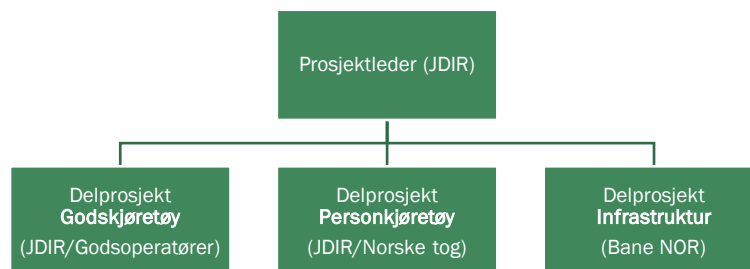 Prosjektleder (JDIR)
Delprosjekt
Godskjøretøy
(JDIR/Godsoperatører)
Delprosjekt
Personkjøretøy
(JDIR/Norske tog)
Delprosjekt
Infrastruktur
(Bane NOR)